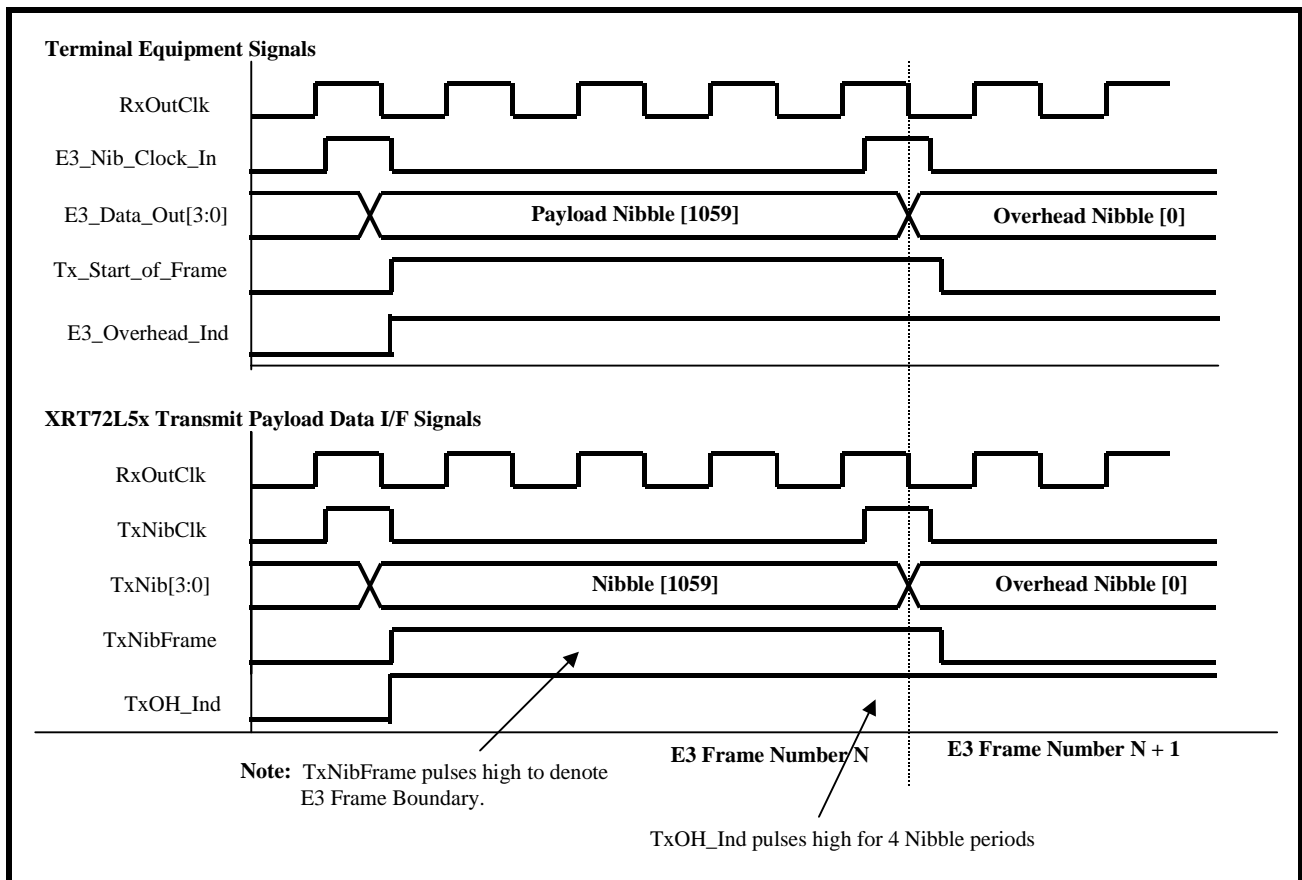 Terminal Equipment Signals
RxOutClk
E3_Nib_Clock_In
E3_Data_Out[3:0]
Payload Nibble [1059]
Overhead Nibble [0]
Tx_Start_of_Frame
E3_Overhead_Ind
XRT72L5x Transmit Payload Data I/F Signals
RxOutClk
TxNibClk
TxNib[3:0]
Nibble [1059]
Overhead Nibble [0]
TxNibFrame
TxOH_Ind
E3 Frame Number N
E3 Frame Number N + 1
Note: TxNibFrame pulses high to denote
E3 Frame Boundary.
TxOH_Ind pulses high for 4 Nibble periods